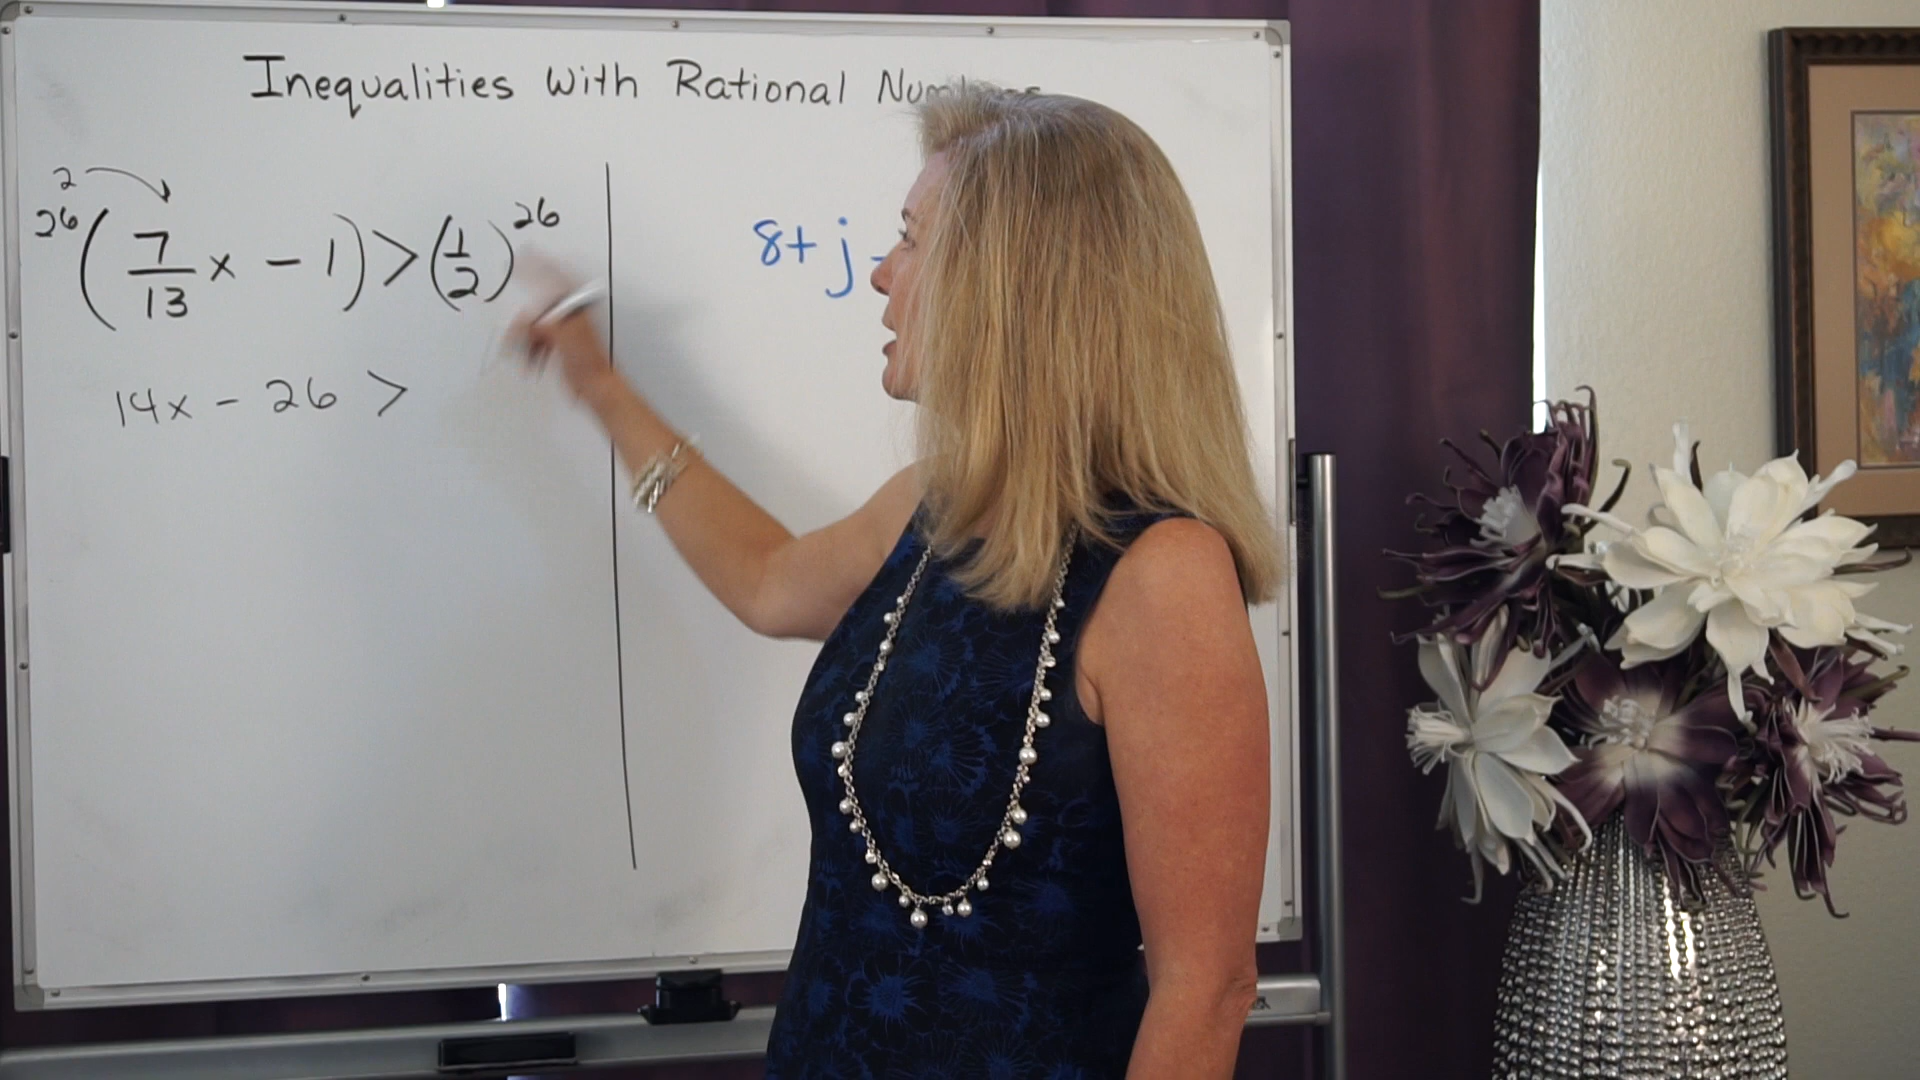 Inequalities with Rational
2
26 ( 7/13 x - 1 ) > ( 1/2 ) 26
14x - 26 >
8 + j